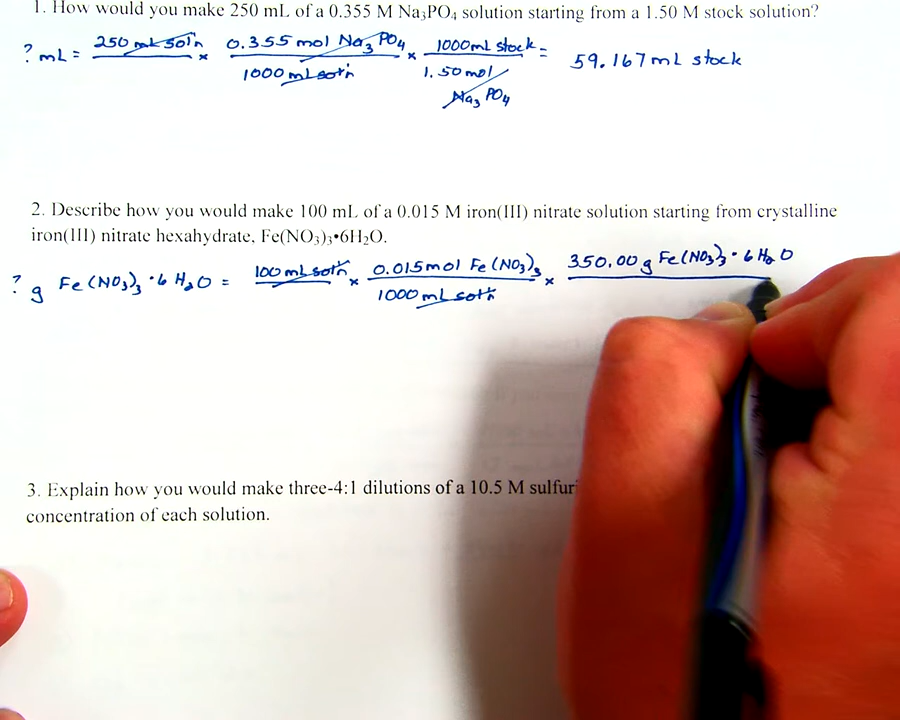 1. How would you make 250 mL of a 0.355 M Na₃PO₄ solution starting from a 1.50 M stock solution?
? mL = 250 mL soln × 0.355 mol Na₃PO₄ × 1000 mL stock = 59.167 mL stock
1000 mL soln 1.50 mol
Na₃PO₄
2. Describe how you would make 100 mL of a 0.015 M iron(III) nitrate solution starting from crystalline
iron(III) nitrate hexahydrate, Fe(NO₃)₃•6H₂O.
? g Fe(NO₃)₃ · 6 H₂O = 100 mL soln × 0.015 mol Fe(NO₃)₃ × 350.00 g Fe(NO₃)₃ · 6 H₂O
1000 mL soln
3. Explain how you would make three-4:1 dilutions of a 10.5 M
concentration of each solution.